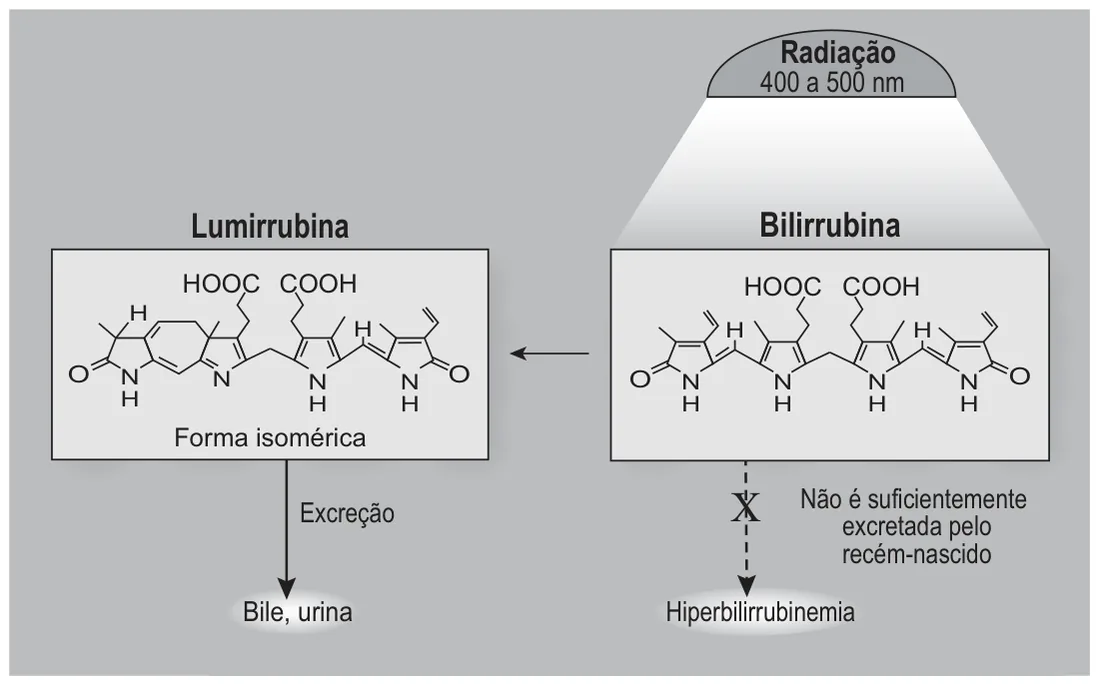 Radiação
400 a 500 nm
Lumirrubina
Bilirrubina
HOOC COOH
H
H
O
N
H
N
N
H
N
H
O
Forma isomérica
HOOC COOH
H
H
O
N
H
N
H
N
H
N
H
O
Excreção
X
Não é suficientemente
excretada pelo
recém-nascido
Bile, urina
Hiperbilirrubinemia